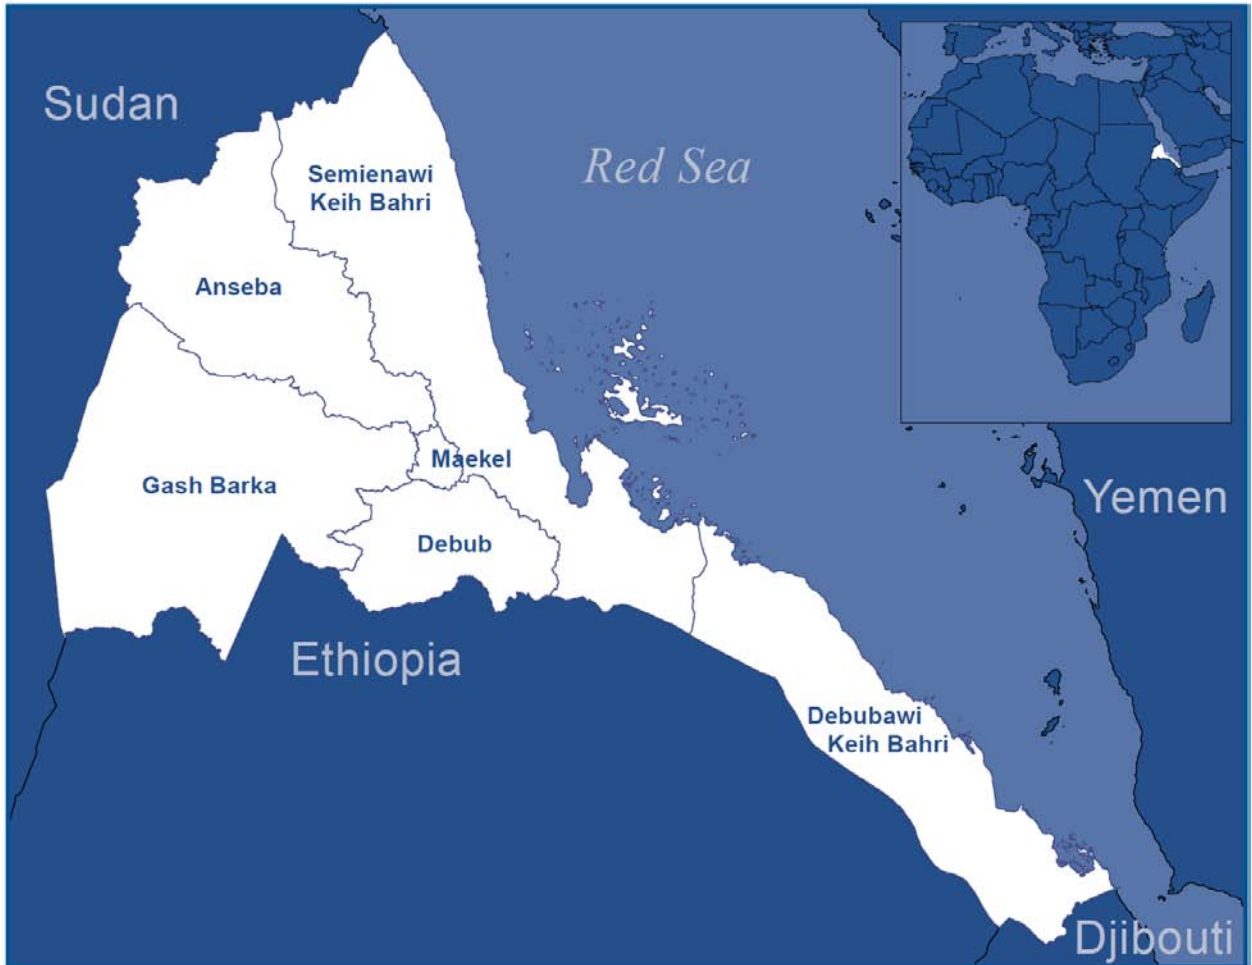 Sudan
Semienawi
Keih Bahri
Red Sea
Anseba
Maekel
Gash Barka
Yemen
Debub
Ethiopia
Debubawi
Keih Bahri
Djibouti